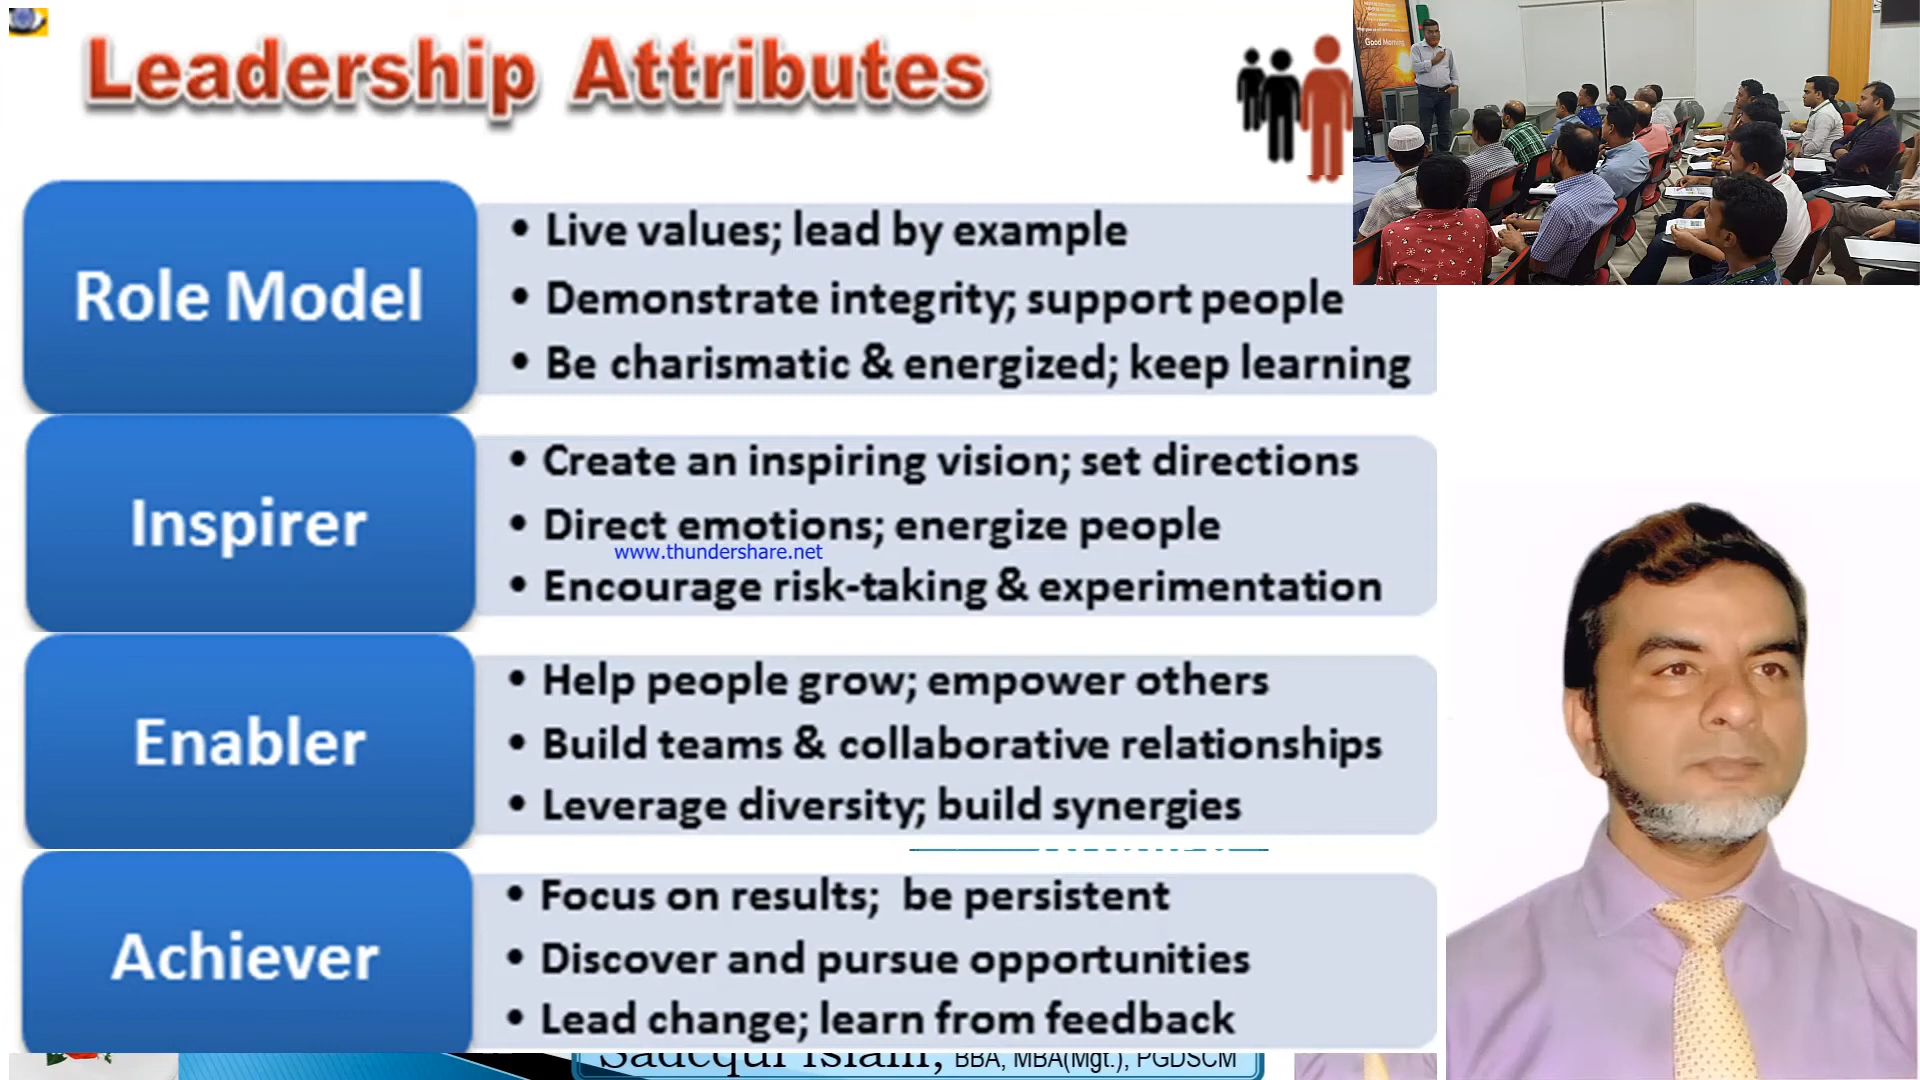 Leadership Attributes
Good Morning
Role Model
• Live values; lead by example
• Demonstrate integrity; support people
• Be charismatic & energized; keep learning
Inspirer
• Create an inspiring vision; set directions
• Direct emotions; energize people
www.thundershare.net
• Encourage risk-taking & experimentation
Enabler
• Help people grow; empower others
• Build teams & collaborative relationships
• Leverage diversity; build synergies
Achiever
• Focus on results; be persistent
• Discover and pursue opportunities
• Lead change; learn from feedback
Sadequl Islam, BBA, MBA(Mgt.), PGDSCM